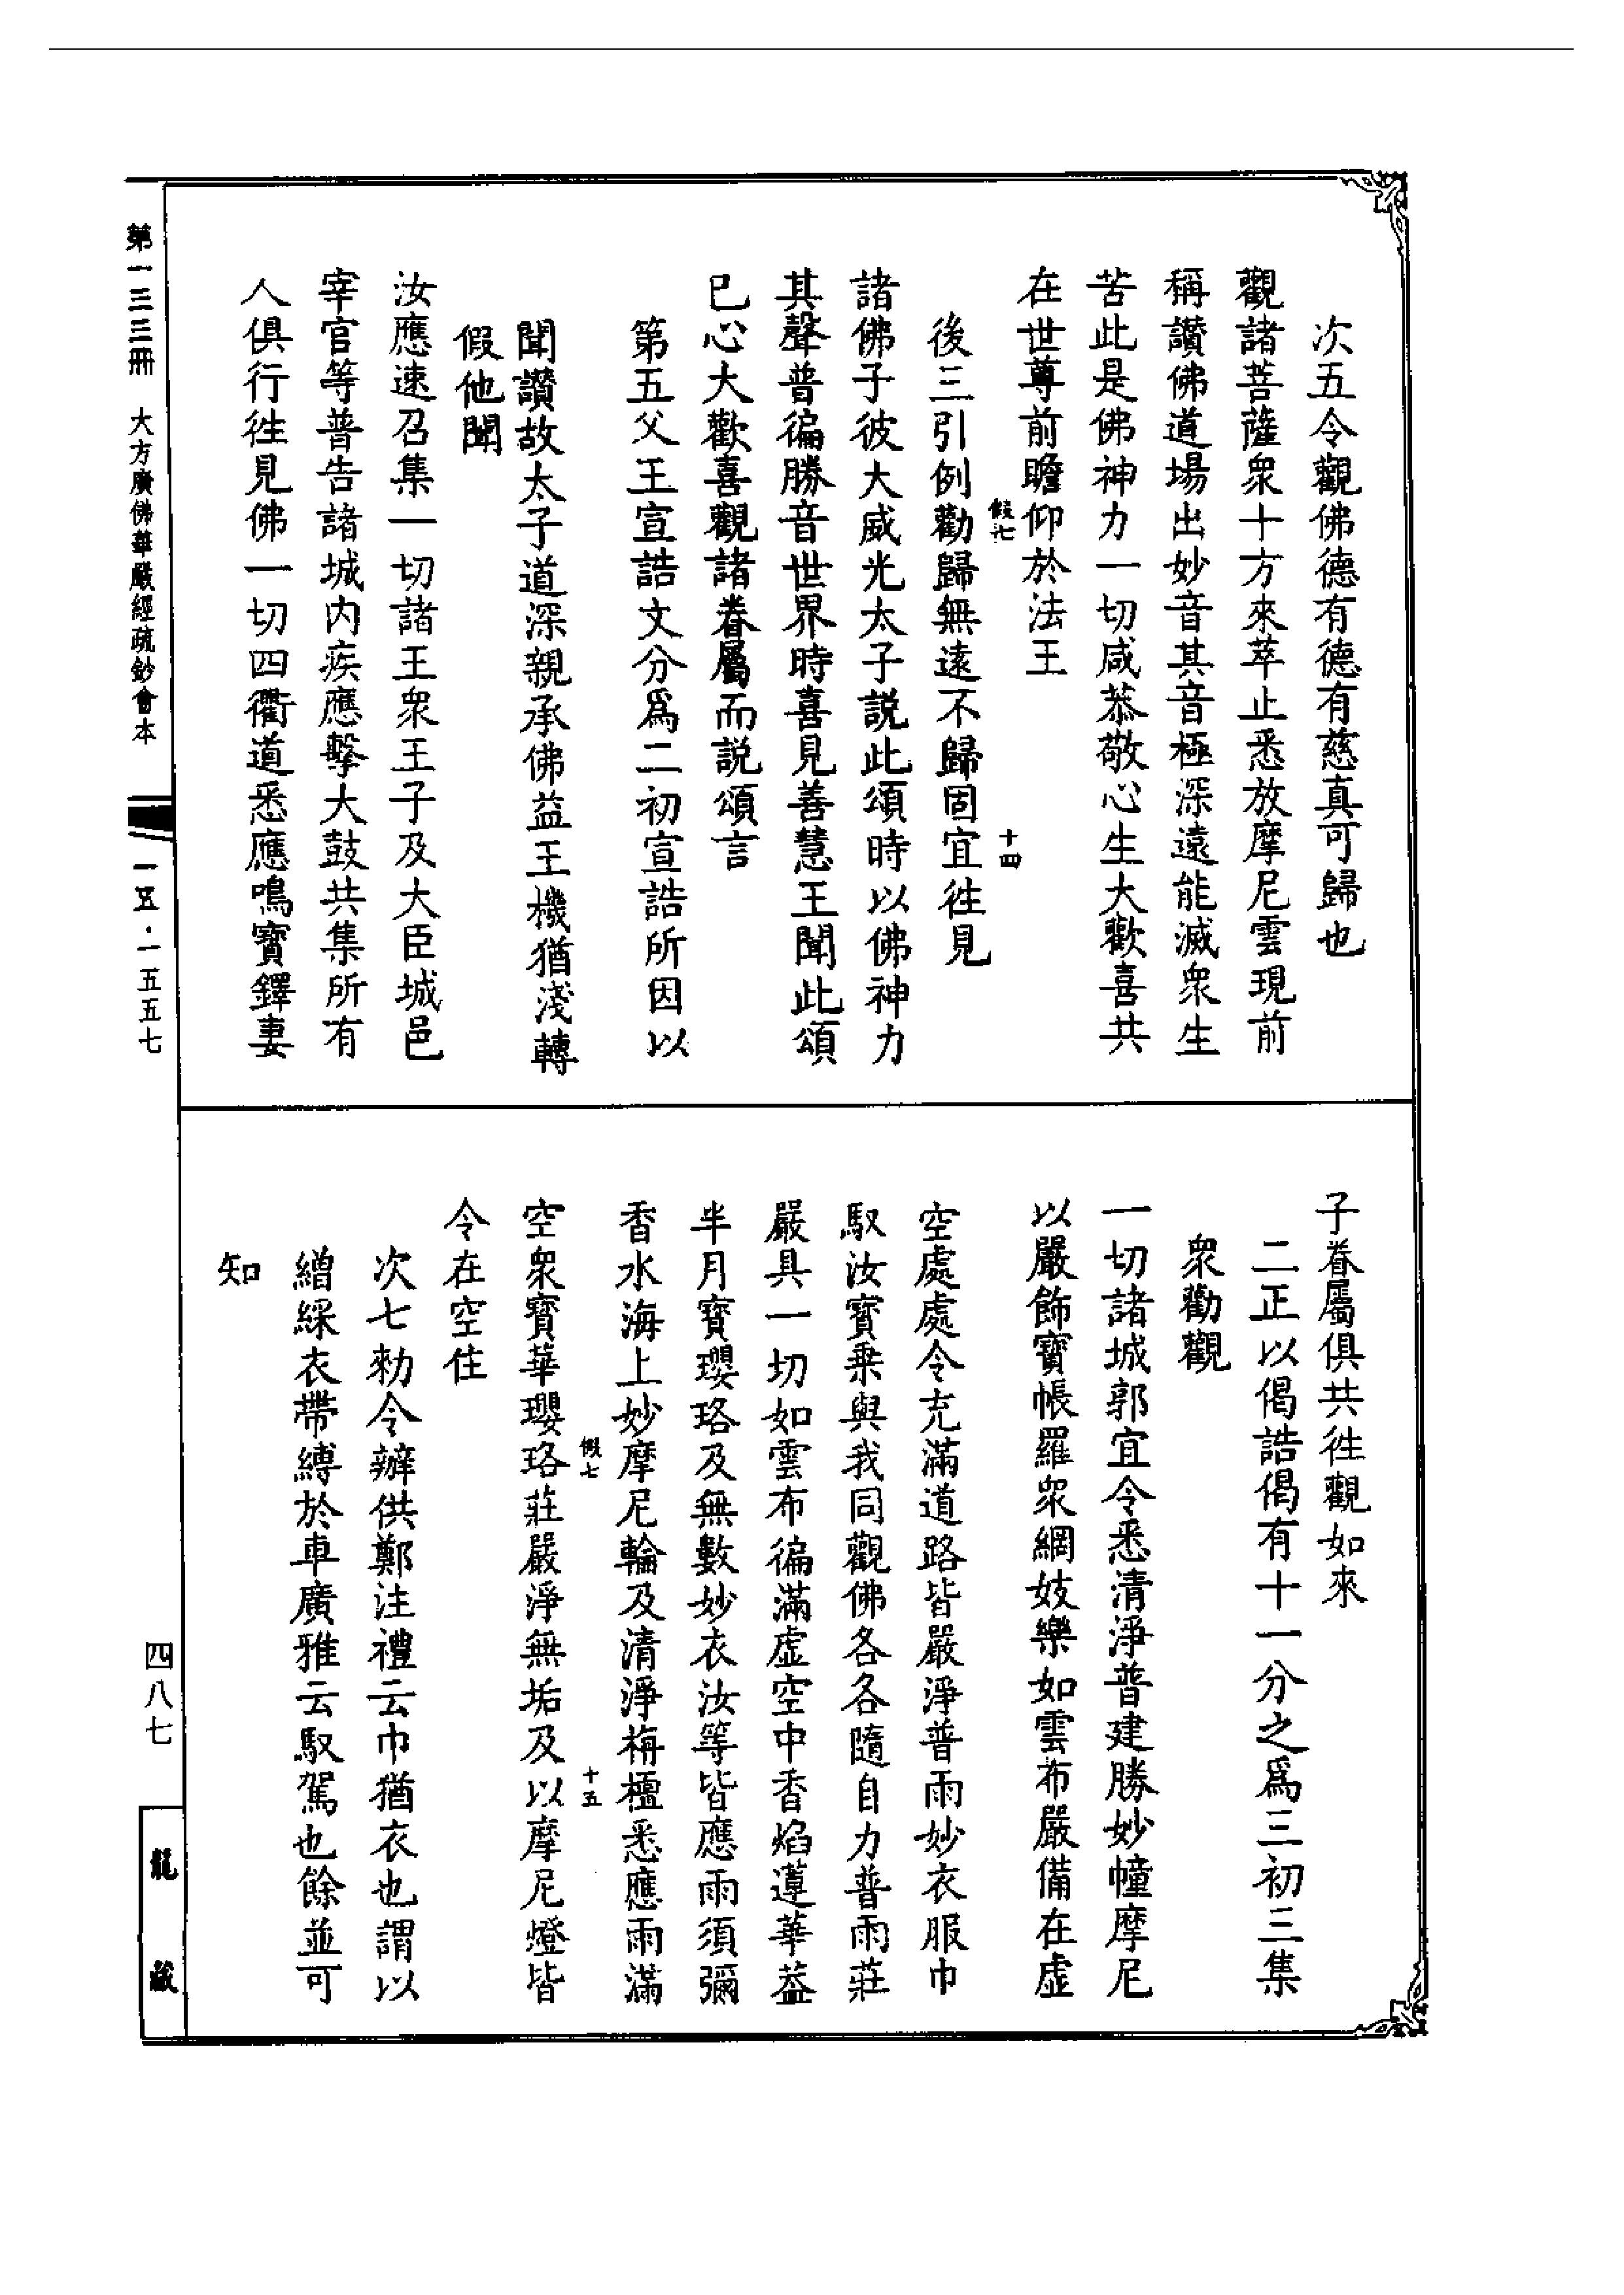 次五令觀佛德有德有慈真可歸也
觀諸菩薩衆十方來萃止悉放摩尼雲現前
稱讚佛道場出妙音其音極深遠能滅衆生
苦此是佛神力一切咸恭敬心生大歡喜共
在世尊前瞻仰於法王
假七
十四
後三引例勸歸無遠不歸固宜徃見
諸佛子彼大威光太子説此頌時以佛神力
其聲普徧勝音世界時喜見善慧王聞此頌
已心大歡喜觀諸眷屬而説頌言
第五父王宣誥文分爲二初宣誥所因以
聞讚故太子道深親承佛益王機猶淺轉
假他聞
汝應速召集一切諸王衆王子及大臣城邑
宰官等普告諸城内疾應擊大鼓共集所有
人俱行徃見佛一切四衢道悉應鳴寶鐸妻
子眷屬俱共徃觀如來
二正以偈誥偈有十一分之爲三初三集
衆勸觀
一切諸城郭宜令悉清淨普建勝妙幢摩尼
以嚴飾寶帳羅衆網妓樂如雲布嚴備在虚
空處處令充滿道路皆嚴淨普雨妙衣服巾
馭汝寶乗與我同觀佛各各隨自力普雨莊
嚴具一切如雲布徧滿虚空中香焰蓮華葢
半月寶瓔珞及無數妙衣汝等皆應雨須彌
香水海上妙摩尼輪及清淨栴檀悉應雨滿
假七
十五
空衆寶華瓔珞莊嚴淨無垢及以摩尼燈皆
令在空住
次七勑令辦供鄭注禮云巾猶衣也謂以
繒綵衣帶縛於車廣雅云馭駕也餘並可
知
第一三三冊 大方廣佛華嚴經疏鈔會本
一五·一五五七
四八七
龍藏